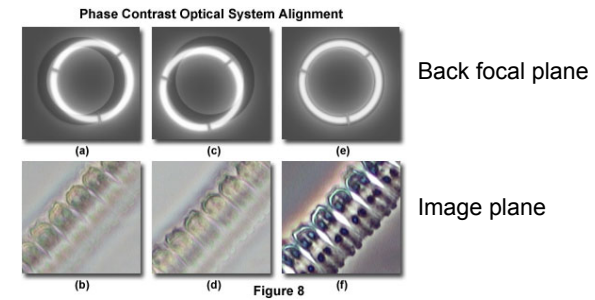 Phase Contrast Optical System Alignment
Back focal plane
(a) (c) (e)
Image plane
(b) (d) (f)
Figure 8